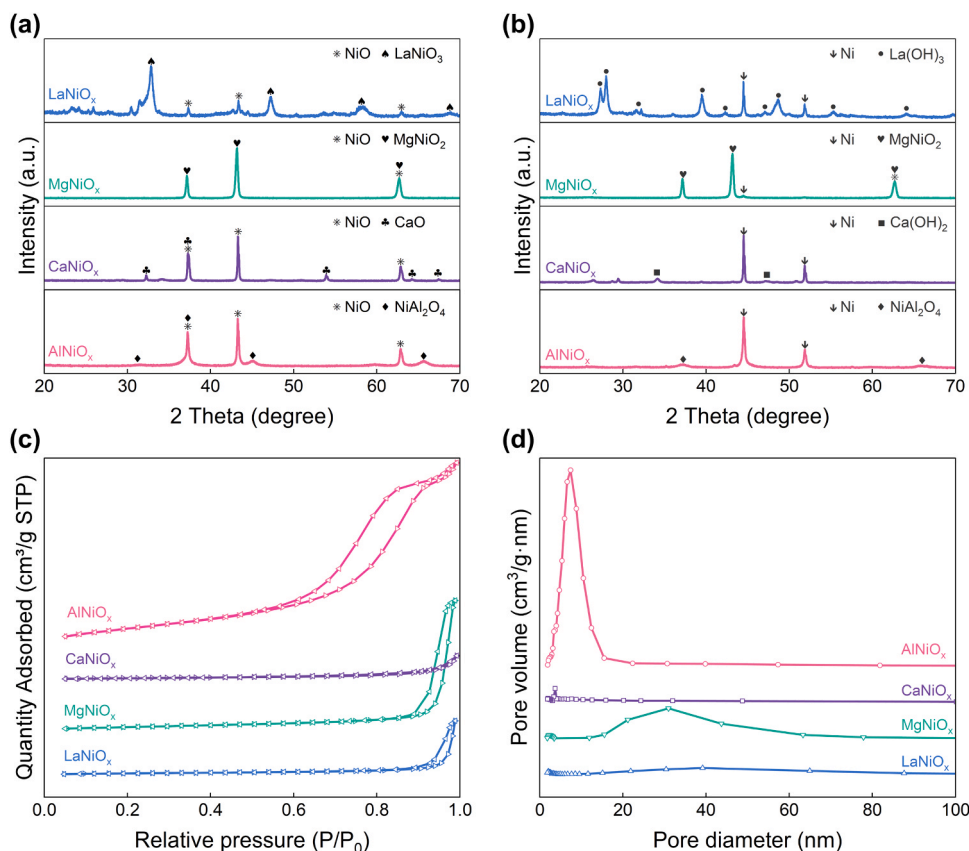 (a)
✳ NiO ♠ LaNiO₃
LaNiOₓ
✳ NiO ♥ MgNiO₂
MgNiOₓ
✳ NiO ♣ CaO
CaNiOₓ
✳ NiO ♦ NiAl₂O₄
AlNiOₓ
Intensity (a.u.)
20 30 40 50 60 70
2 Theta (degree)
(b)
↓ Ni ● La(OH)₃
LaNiOₓ
↓ Ni ♥ MgNiO₂
MgNiOₓ
↓ Ni ■ Ca(OH)₂
CaNiOₓ
↓ Ni ♦ NiAl₂O₄
AlNiOₓ
Intensity (a.u.)
20 30 40 50 60 70
2 Theta (degree)
(c)
Quantity Adsorbed (cm³/g STP)
AlNiOₓ
CaNiOₓ
MgNiOₓ
LaNiOₓ
0.0 0.2 0.4 0.6 0.8 1.0
Relative pressure (P/P₀)
(d)
Pore volume (cm³/g·nm)
AlNiOₓ
CaNiOₓ
MgNiOₓ
LaNiOₓ
0 20 40 60 80 100
Pore diameter (nm)